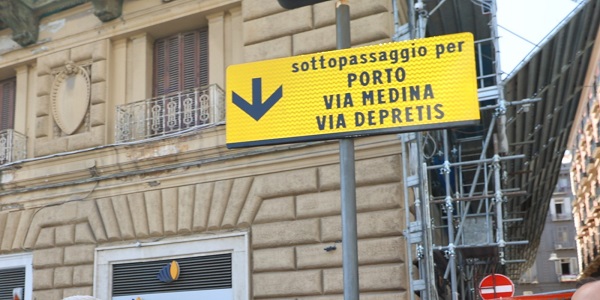 sottopassaggio per
PORTO
VIA MEDINA
VIA DEPRETIS